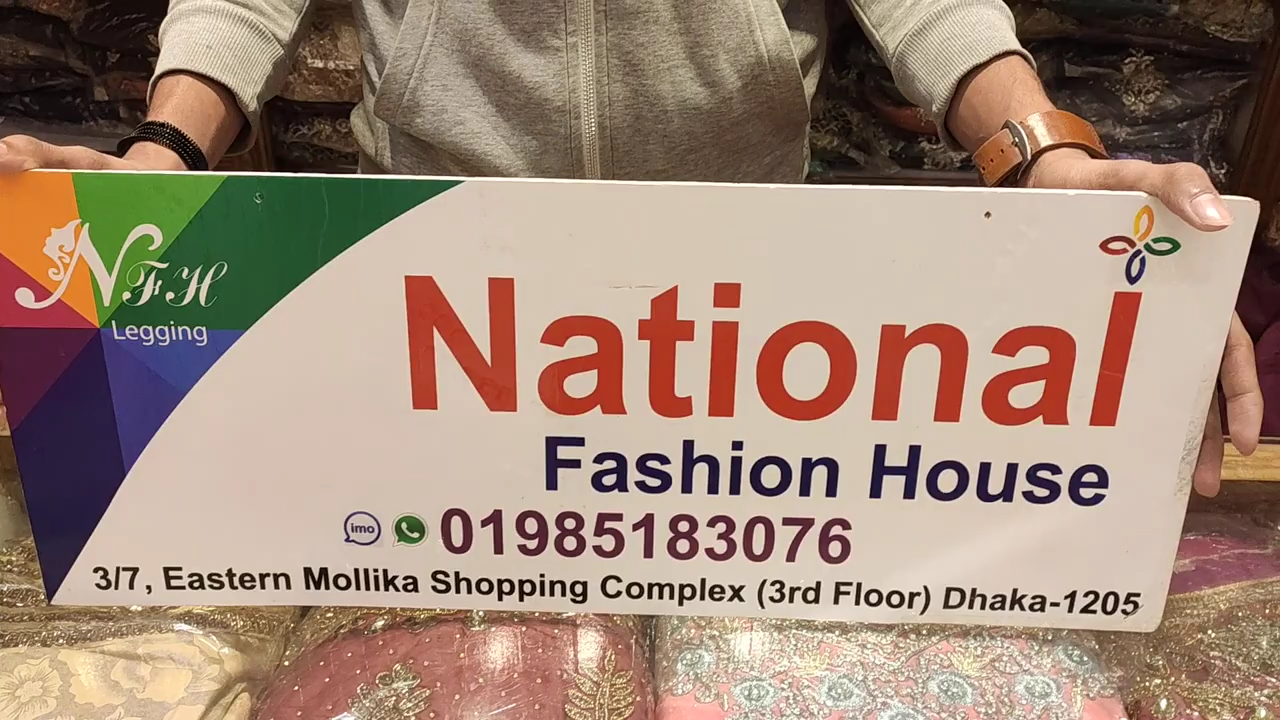 NFH
Legging
National
Fashion House
imo 01985183076
3/7, Eastern Mollika Shopping Complex (3rd Floor) Dhaka-1205